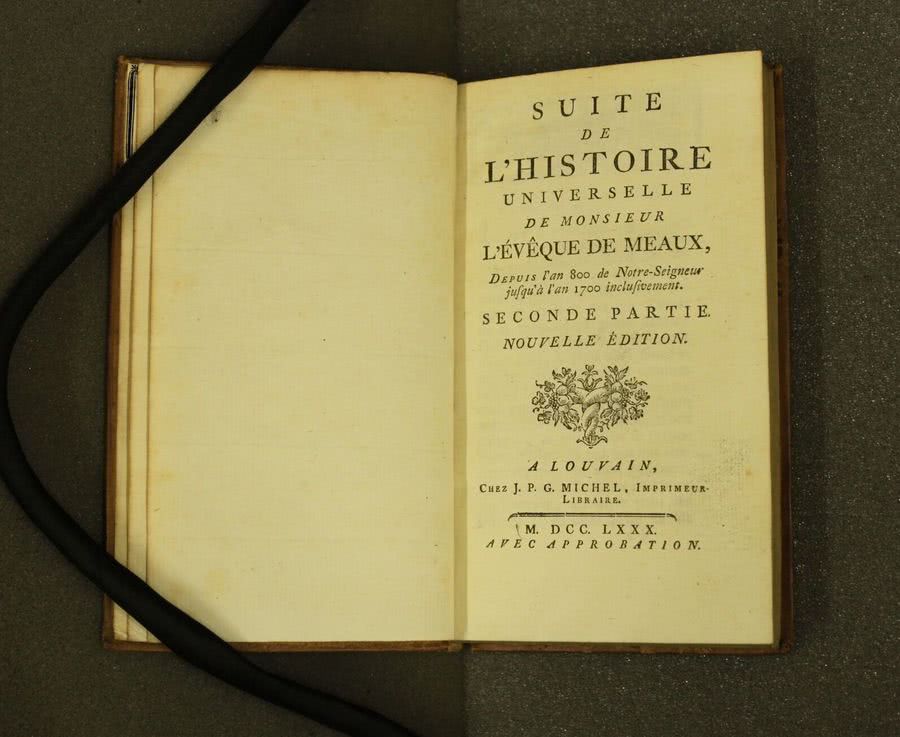 SUITE
DE
L'HISTOIRE
UNIVERSELLE
DE MONSIEUR
L'ÉVÊQUE DE MEAUX,
DEPUIS l'an 800 de Notre-Seigneur
juſqu'à l'an 1700 incluſivement.
SECONDE PARTIE.
NOUVELLE ÉDITION.
A LOUVAIN,
CHEZ J. P. G. MICHEL, IMPRIMEUR-
LIBRAIRE.
M. DCC. LXXX.
AVEC APPROBATION.